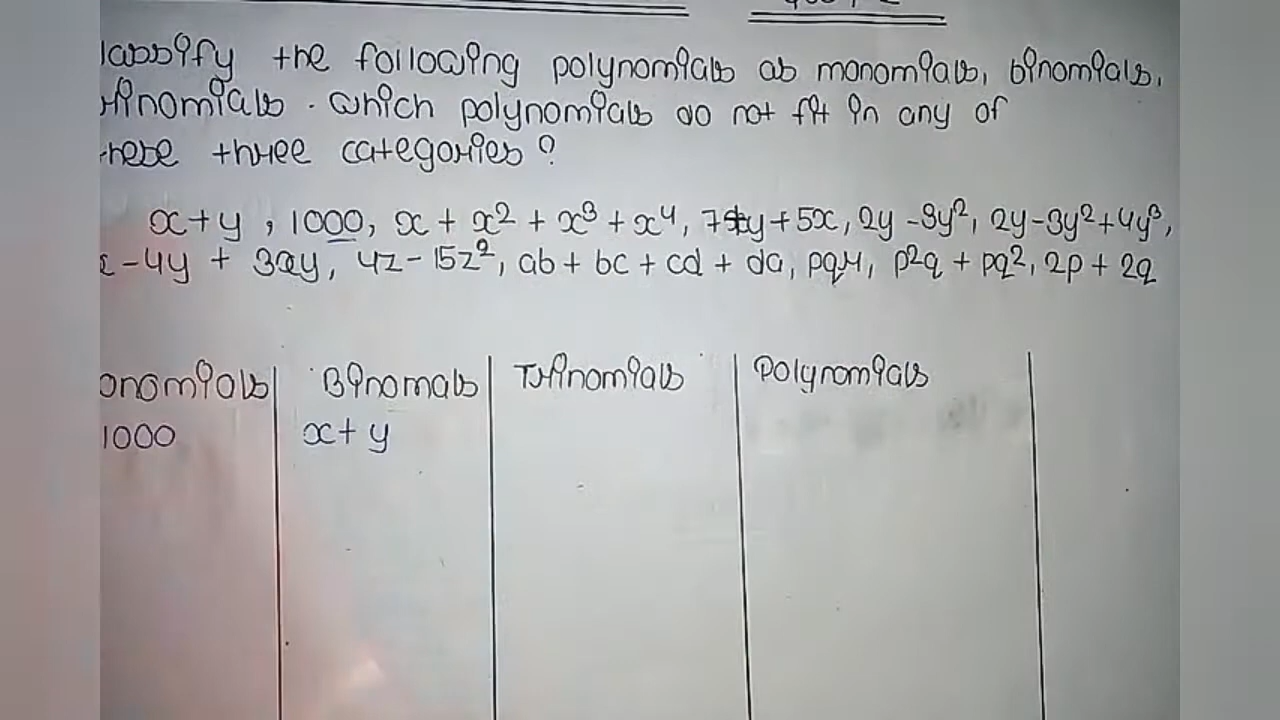 lassify the following polynomials as monomials, binomials,
rinomials. which polynomials do not fit in any of
hese three categories?
x+y, 1000, x + x² + x³ + x⁴, 7+y+5x, 2y-3y², 2y-3y²+4y³,
x-4y + 3xy, 4z-15z², ab + bc + cd + da, pqr, p²q + pq², 2p + 2q
onomials Binomals Trinomials Polynomials
1000 x+y